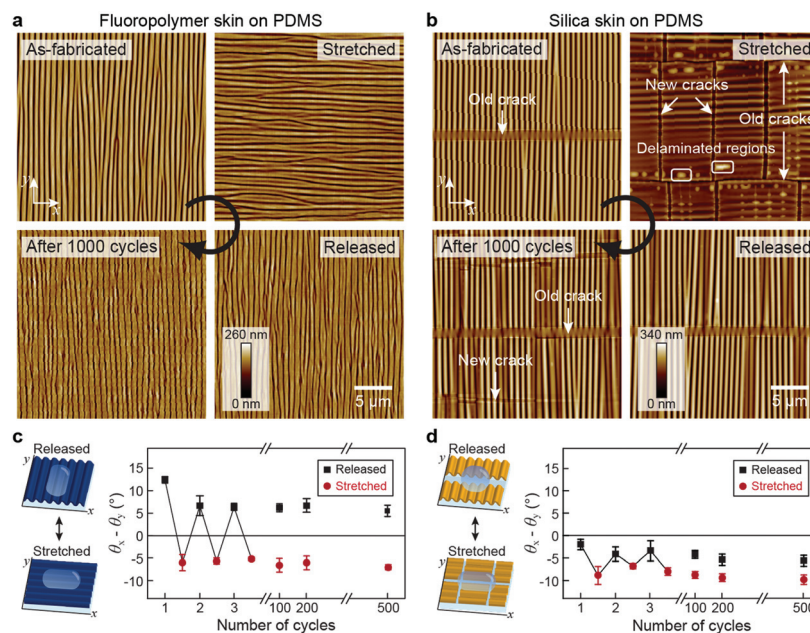 a Fluoropolymer skin on PDMS
As-fabricated
Stretched
y
x
After 1000 cycles
Released
260 nm
0 nm
5 μm
b Silica skin on PDMS
As-fabricated
Old crack
Stretched
New cracks
Old cracks
Delaminated regions
y
x
After 1000 cycles
Old crack
New crack
Released
340 nm
0 nm
5 μm
c
Released
y
x
Stretched
y
x
θx - θy (°)
15
10
5
0
-5
-10
Released
Stretched
1 2 3 100 200 500
Number of cycles
d
Released
y
x
Stretched
y
x
θx - θy (°)
15
10
5
0
-5
-10
Released
Stretched
1 2 3 100 200 500
Number of cycles